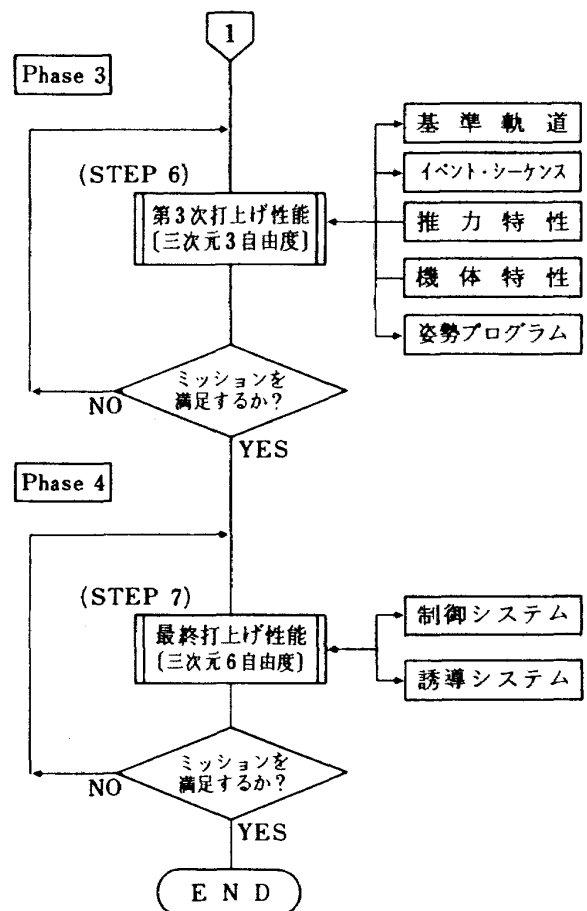 1
Phase 3
(STEP 6)
第3次打上げ性能
〔三次元3自由度〕
基準軌道
イベント・シーケンス
推力特性
機体特性
姿勢プログラム
ミッションを
満足するか?
NO
YES
Phase 4
(STEP 7)
最終打上げ性能
〔三次元6自由度〕
制御システム
誘導システム
ミッションを
満足するか?
NO
YES
END